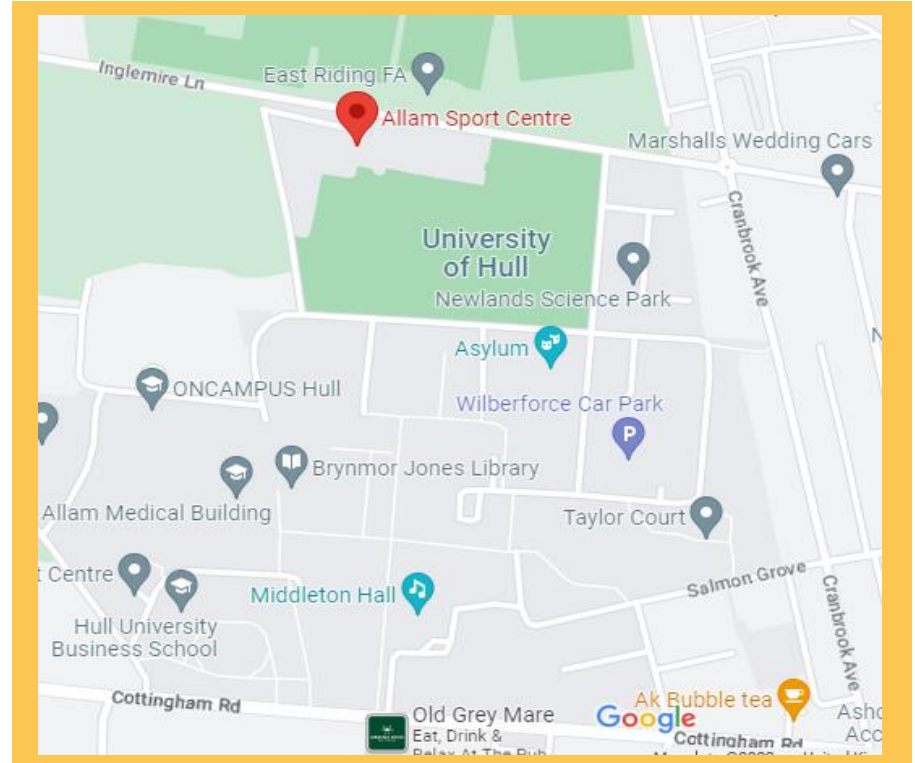 Inglemire Ln
East Riding FA
Allam Sport Centre
Marshalls Wedding Cars
Cranbrook Ave
University
of Hull
Newlands Science Park
N
Asylum
ONCAMPUS Hull
Wilberforce Car Park
P
Brynmor Jones Library
Allam Medical Building
Taylor Court
t Centre
Salmon Grove
Middleton Hall
Cranbrook Ave
Hull University
Business School
Cottingham Rd
Ak Bubble tea
Old Grey Mare
Google
Asho
Eat, Drink &
Acc
Cottingham Rd
Relax At The Pub